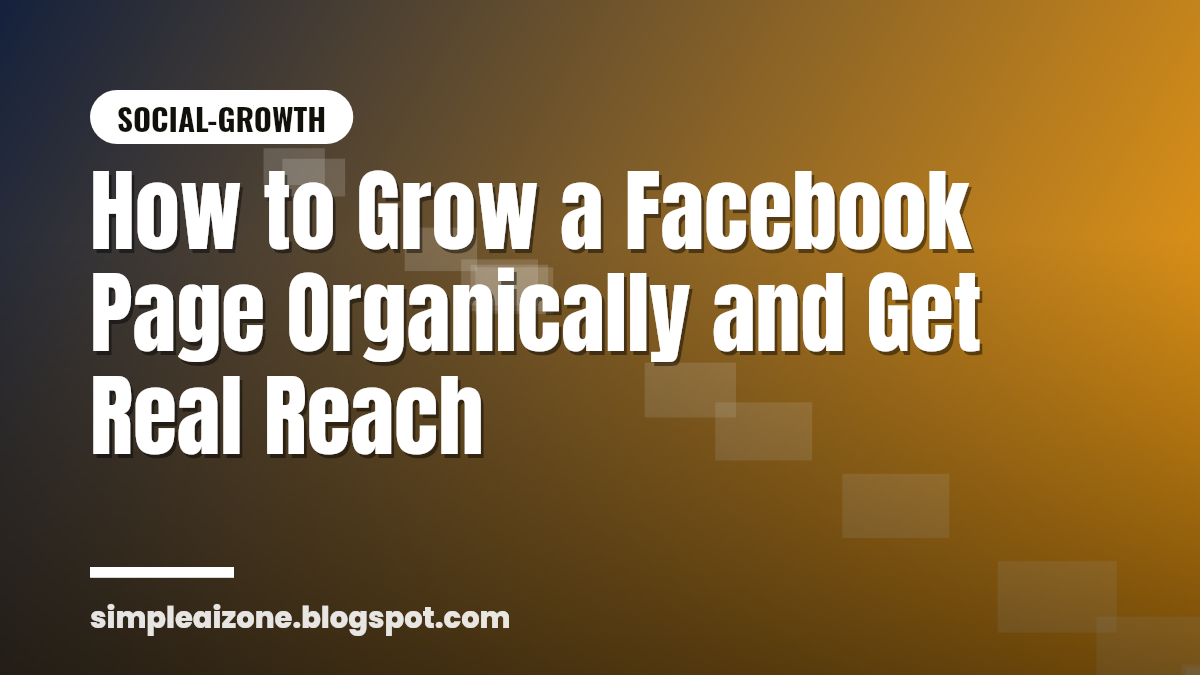 SOCIAL-GROWTH
How to Grow a Facebook
Page Organically and Get
Real Reach
simpleaizone.blogspot.com